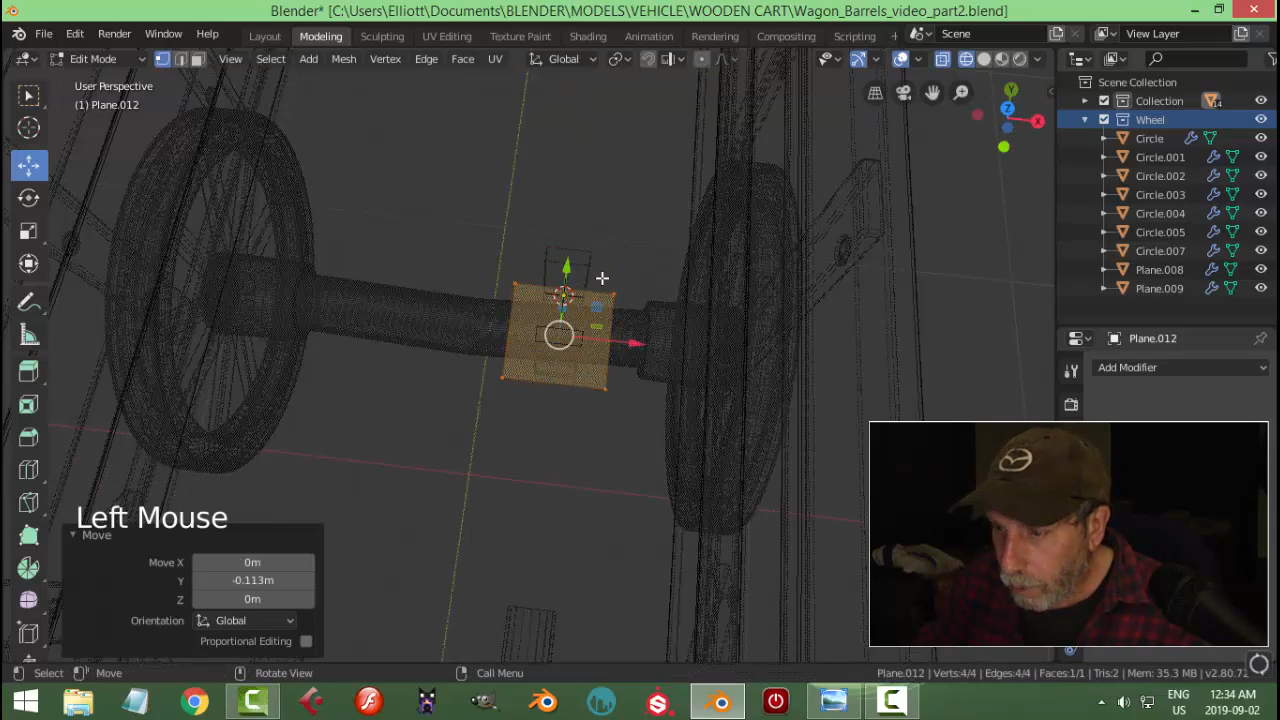 Blender* [C:\Users\Elliott\Documents\BLENDER\MODELS\VEHICLE\WOODEN CART\Wagon_Barrels_video_part2.blend]
File Edit Render Window Help Layout Modeling Sculpting UV Editing Texture Paint Shading Animation Rendering Compositing Scripting + Scene View Layer
Edit Mode View Select Add Mesh Vertex Edge Face UV Global
User Perspective
(1) Plane.012
Y
Z
X
Scene Collection
Collection 14
Wheel
Circle
Circle.001
Circle.002
Circle.003
Circle.004
Circle.005
Circle.007
Plane.008
Plane.009
Plane.012
Add Modifier
Left Mouse
Move
Move X 0m
Y -0.113m
Z 0m
Orientation Global
Proportional Editing
Select Move Rotate View Call Menu Plane.012 | Verts:4/4 | Edges:4/4 | Faces:1/1 | Tris:2 | Mem: 35.3 MB | v2.80.72
ENG 12:34 AM
US 2019-09-02